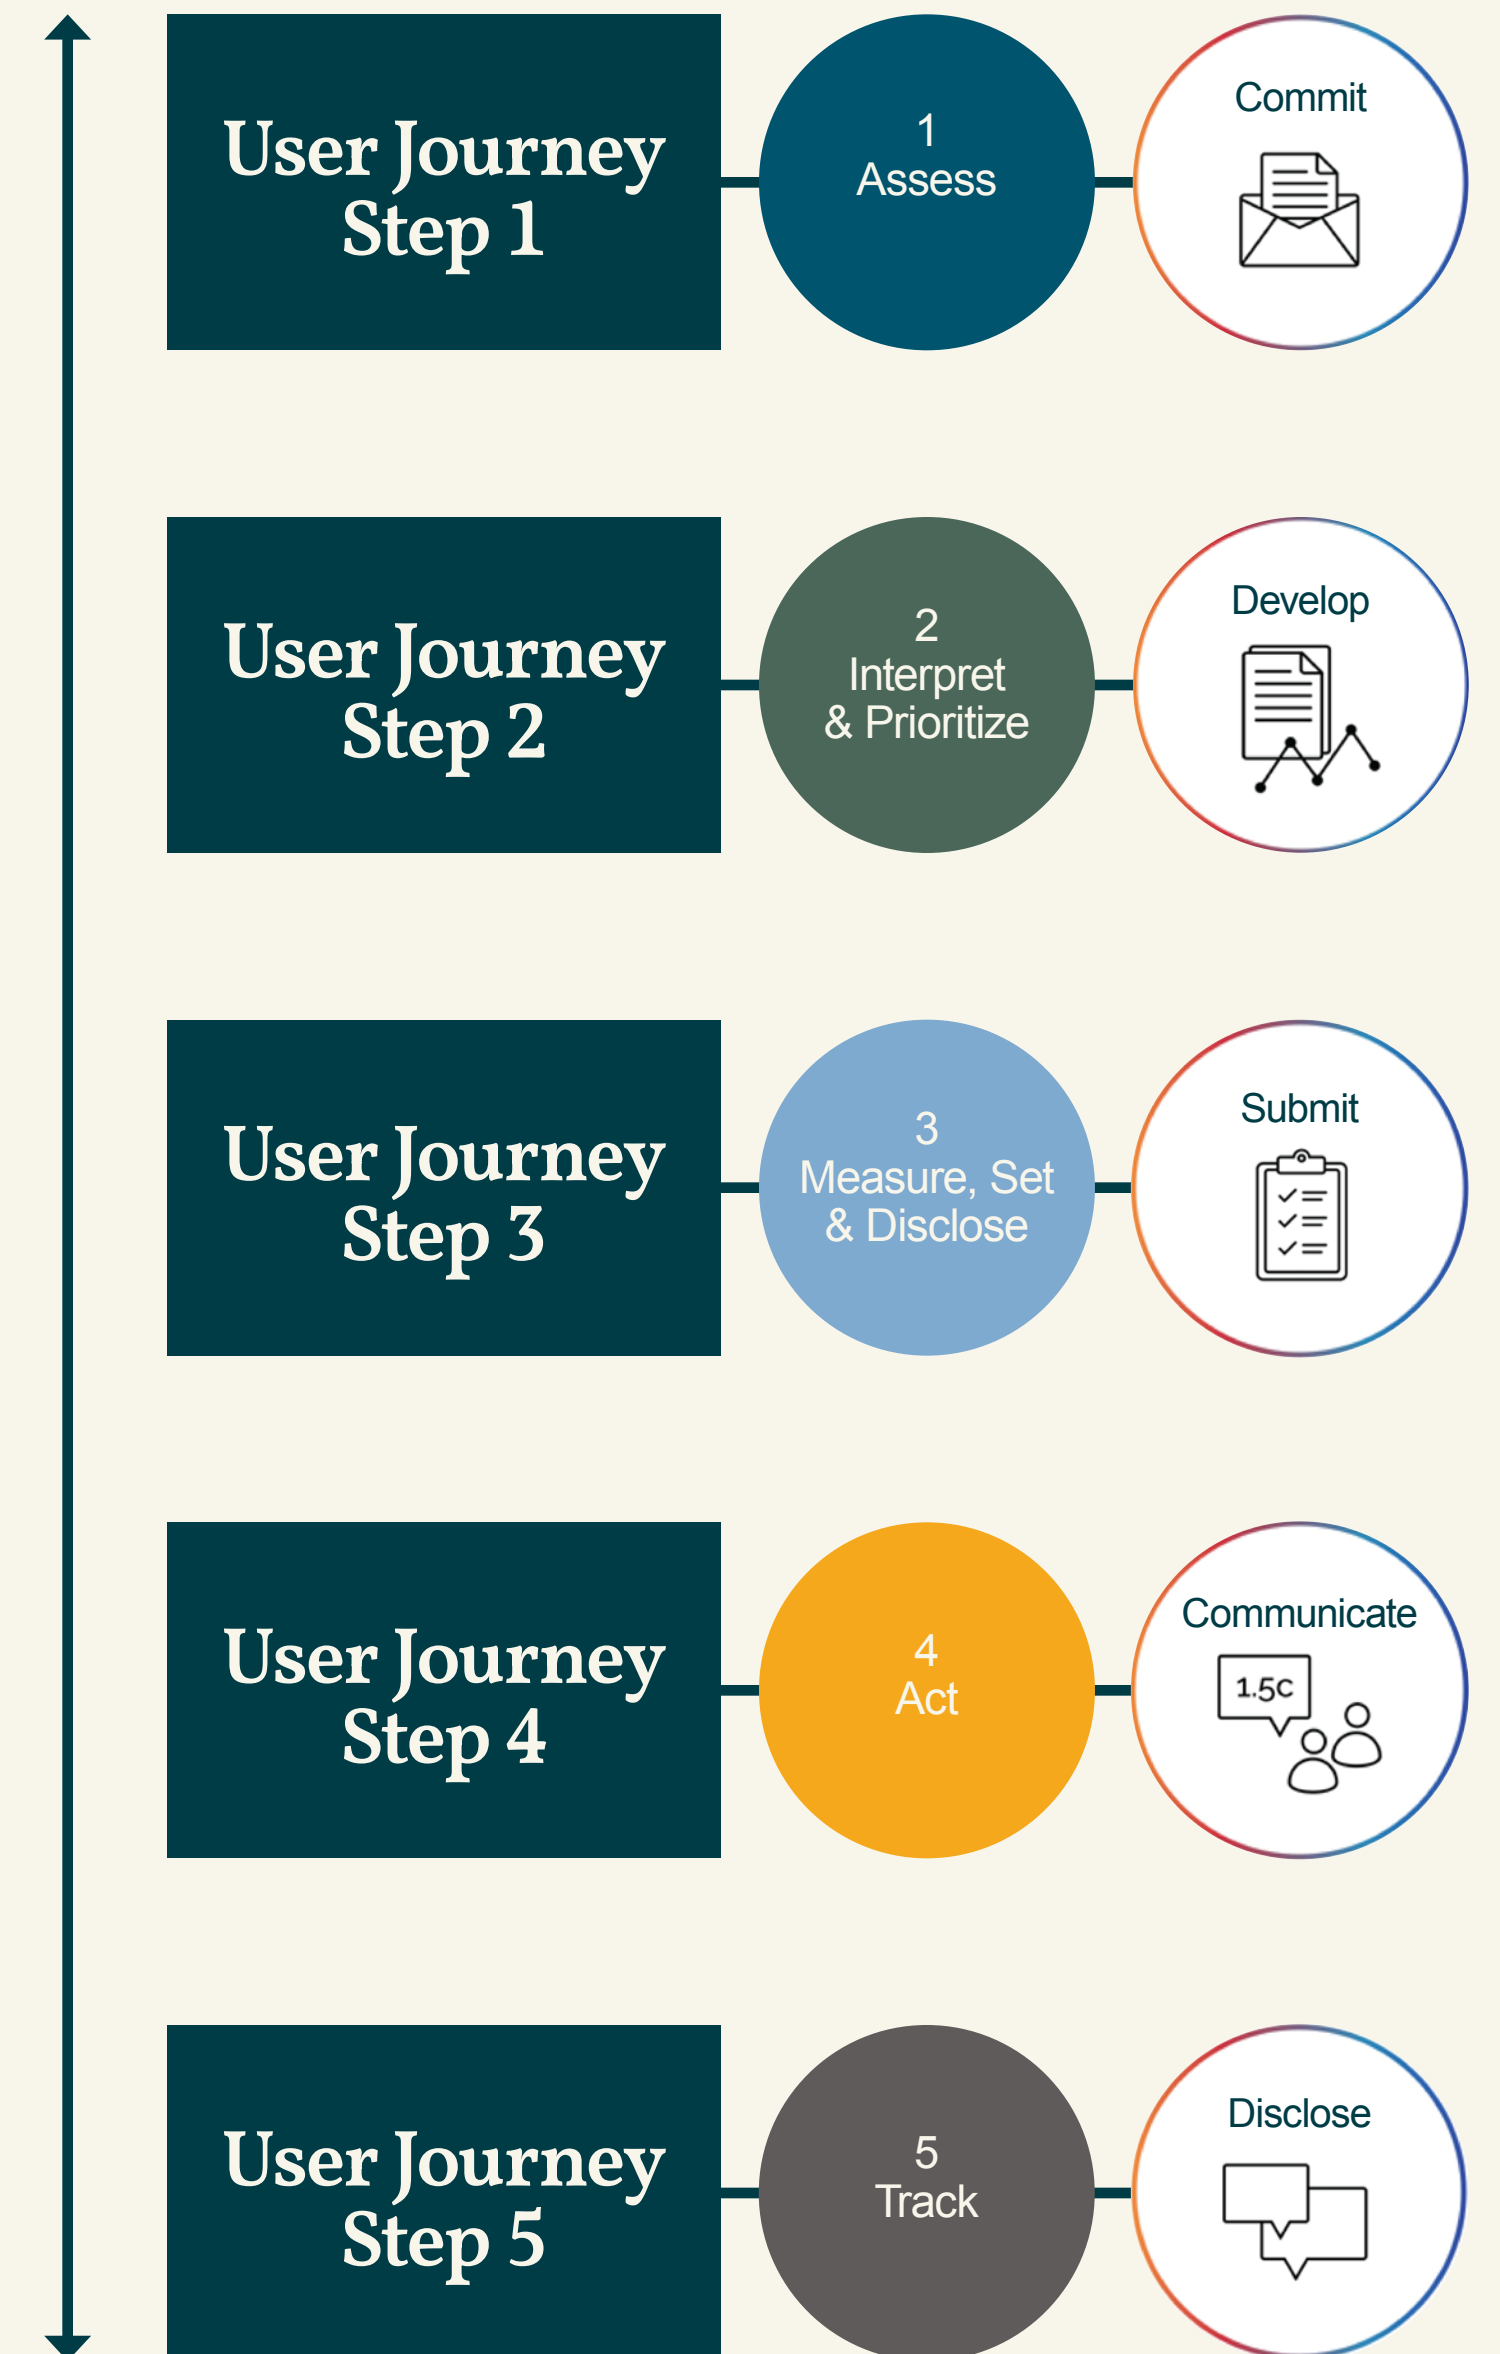 User Journey
Step 1
1
Assess
Commit
User Journey
Step 2
2
Interpret
& Prioritize
Develop
User Journey
Step 3
3
Measure, Set
& Disclose
Submit
User Journey
Step 4
4
Act
Communicate
1.5c
User Journey
Step 5
5
Track
Disclose